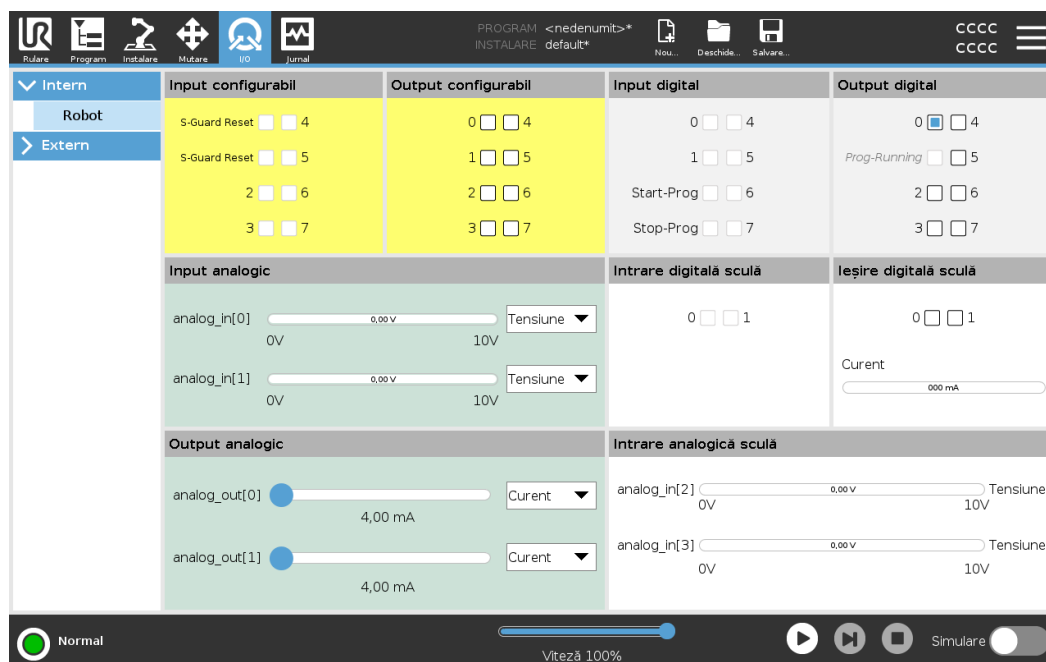 UR
PROGRAM <nedenumit>*
INSTALARE default*
Rulare Program Instalare Mutare I/O Jurnal
Nou... Deschide... Salvare...
CCCC
CCCC
Intern
Robot
Extern
Input configurabil
S-Guard Reset 4
S-Guard Reset 5
2 6
3 7
Output configurabil
0 4
1 5
2 6
3 7
Input digital
0 4
1 5
Start-Prog 6
Stop-Prog 7
Output digital
0 4
Prog-Running 5
2 6
3 7
Input analogic
analog_in[0] 0,00 V Tensiune
0V 10V
analog_in[1] 0,00 V Tensiune
0V 10V
Intrare digitală sculă
0 1
Ieșire digitală sculă
0 1
Curent
000 mA
Output analogic
analog_out[0] Curent
4,00 mA
analog_out[1] Curent
4,00 mA
Intrare analogică sculă
analog_in[2] 0,00 V Tensiune
0V 10V
analog_in[3] 0,00 V Tensiune
0V 10V
Normal
Viteză 100%
Simulare